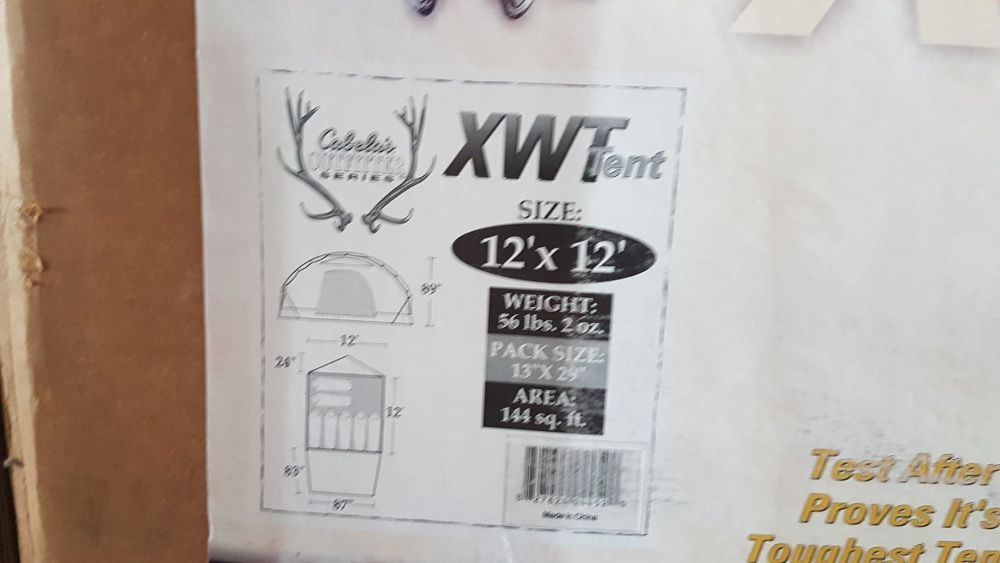 Cabela's
OUTFITTER
SERIES
XWT Tent
SIZE:
12'x 12'
WEIGHT:
56 lbs. 2 oz.
PACK SIZE:
13"X 29"
AREA:
144 sq. ft.
89"
12'
24"
12'
83"
87"
Made in China
Test After
Proves It's
Toughest Ten